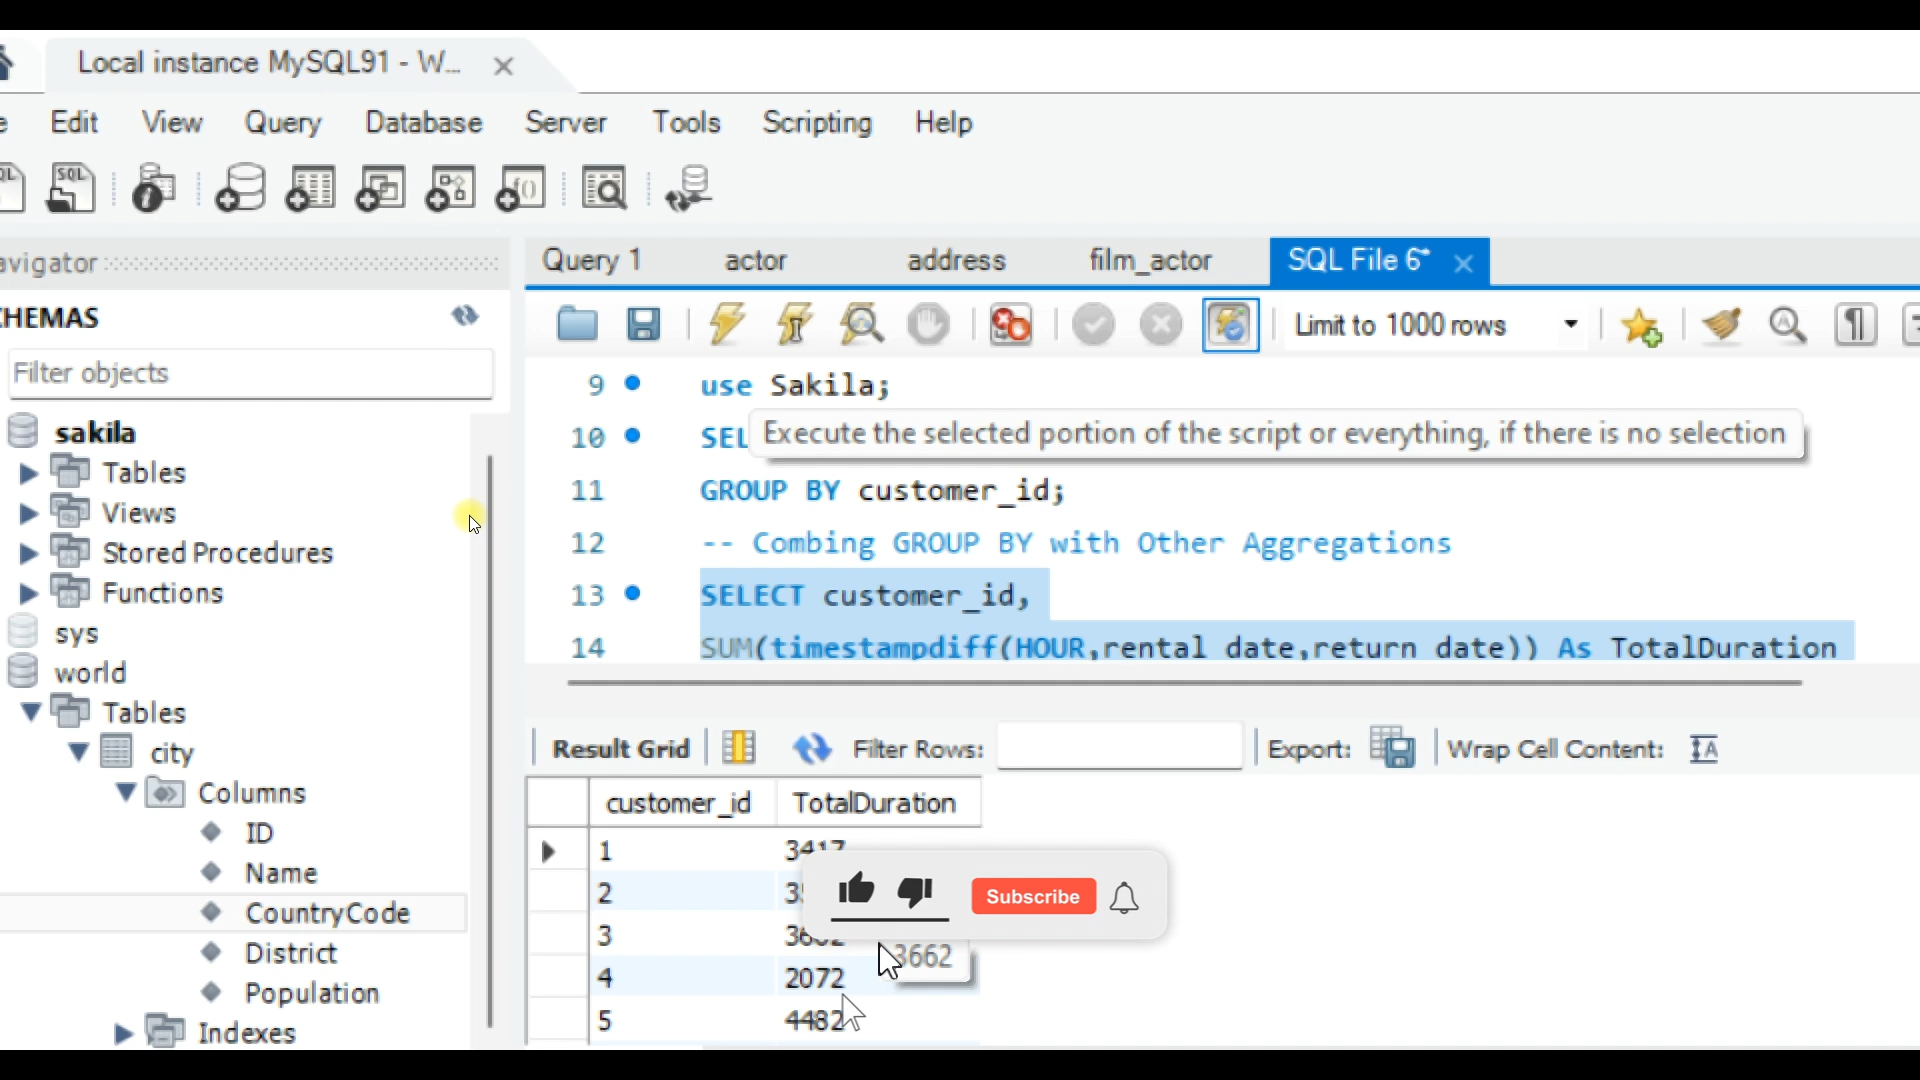 Local instance MySQL91 - W...
Edit View Query Database Server Tools Scripting Help
SQL
avigator
Query 1 actor address film_actor SQL File 6*
HEMAS
Limit to 1000 rows
Filter objects
9 use Sakila;
sakila
10 SEL
Execute the selected portion of the script or everything, if there is no selection
Tables
11 GROUP BY customer_id;
Views
12 -- Combing GROUP BY with Other Aggregations
Stored Procedures
13 SELECT customer_id,
Functions
14 SUM(timestampdiff(HOUR,rental_date,return_date)) As TotalDuration
sys
world
Tables
city
Result Grid Filter Rows: Export: Wrap Cell Content:
Columns
ID
Name
CountryCode
District
Population
Indexes
customer_id TotalDuration
1 3417
2
3 3662
4 2072
5 4482
Subscribe
3662